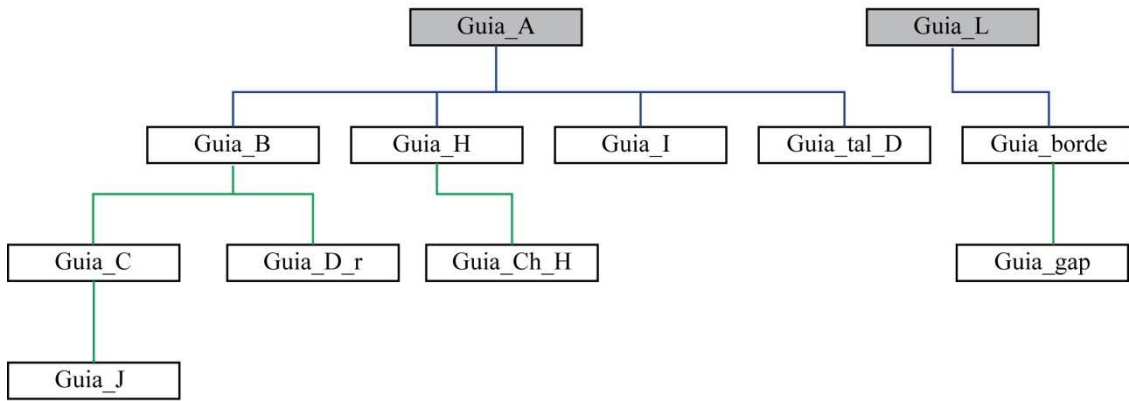 Guia_A
Guia_L
Guia_B
Guia_H
Guia_I
Guia_tal_D
Guia_borde
Guia_C
Guia_D_r
Guia_Ch_H
Guia_gap
Guia_J